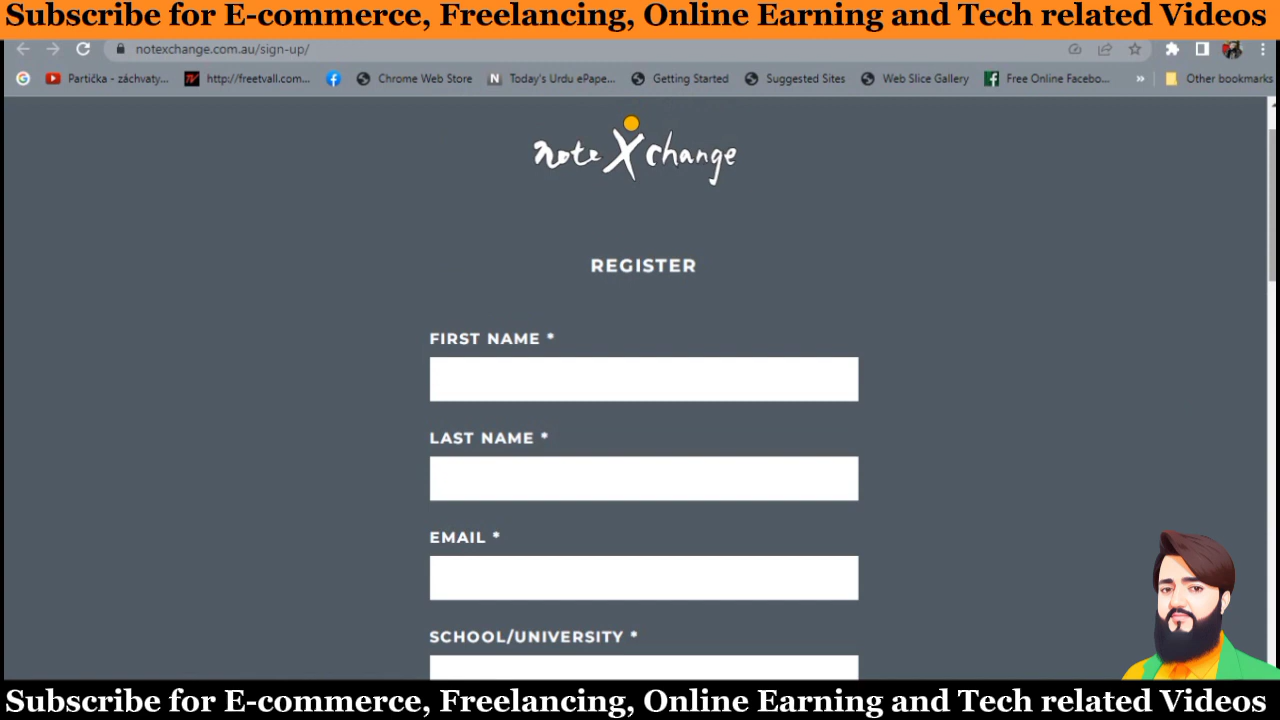 Subscribe for E-commerce, Freelancing, Online Earning and Tech related Videos
notexchange.com.au/sign-up/
Partička - záchvaty... http://freetvall.com... Chrome Web Store Today's Urdu ePape... Getting Started Suggested Sites Web Slice Gallery Free Online Facebo... » Other bookmarks
note X change
REGISTER
FIRST NAME *
LAST NAME *
EMAIL *
SCHOOL/UNIVERSITY *
Subscribe for E-commerce, Freelancing, Online Earning and Tech related Videos